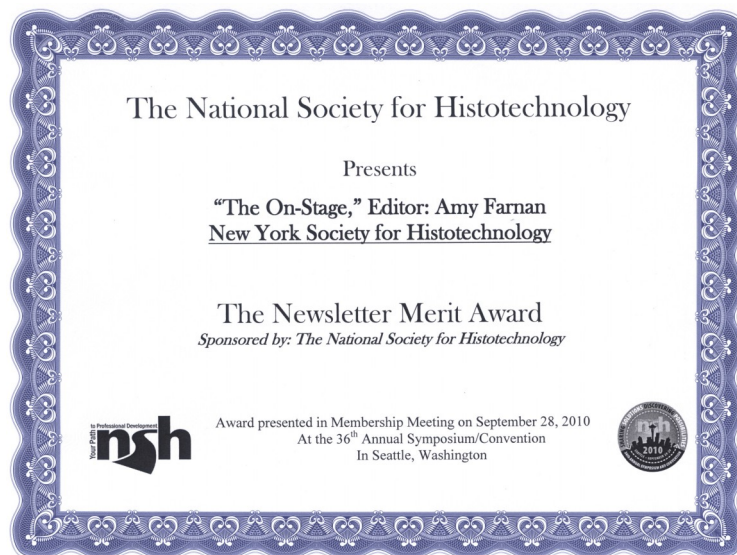 The National Society for Histotechnology
Presents
“The On-Stage,” Editor: Amy Farnan
New York Society for Histotechnology
The Newsletter Merit Award
Sponsored by: The National Society for Histotechnology
Your Path
to Professional Development
nsh
Award presented in Membership Meeting on September 28, 2010
At the 36th Annual Symposium/Convention
In Seattle, Washington
nsh
2010